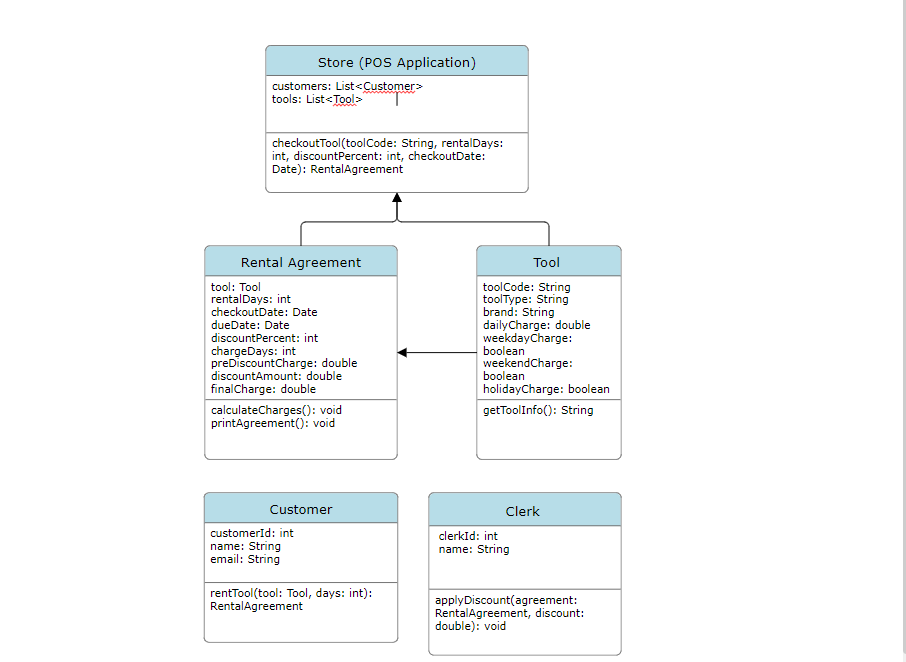 Store (POS Application)
customers: List<Customer>
tools: List<Tool>
checkoutTool(toolCode: String, rentalDays:
int, discountPercent: int, checkoutDate:
Date): RentalAgreement
Rental Agreement
tool: Tool
rentalDays: int
checkoutDate: Date
dueDate: Date
discountPercent: int
chargeDays: int
preDiscountCharge: double
discountAmount: double
finalCharge: double
calculateCharges(): void
printAgreement(): void
Tool
toolCode: String
toolType: String
brand: String
dailyCharge: double
weekdayCharge:
boolean
weekendCharge:
boolean
holidayCharge: boolean
getToolInfo(): String
Customer
customerId: int
name: String
email: String
rentTool(tool: Tool, days: int):
RentalAgreement
Clerk
clerkId: int
name: String
applyDiscount(agreement:
RentalAgreement, discount:
double): void